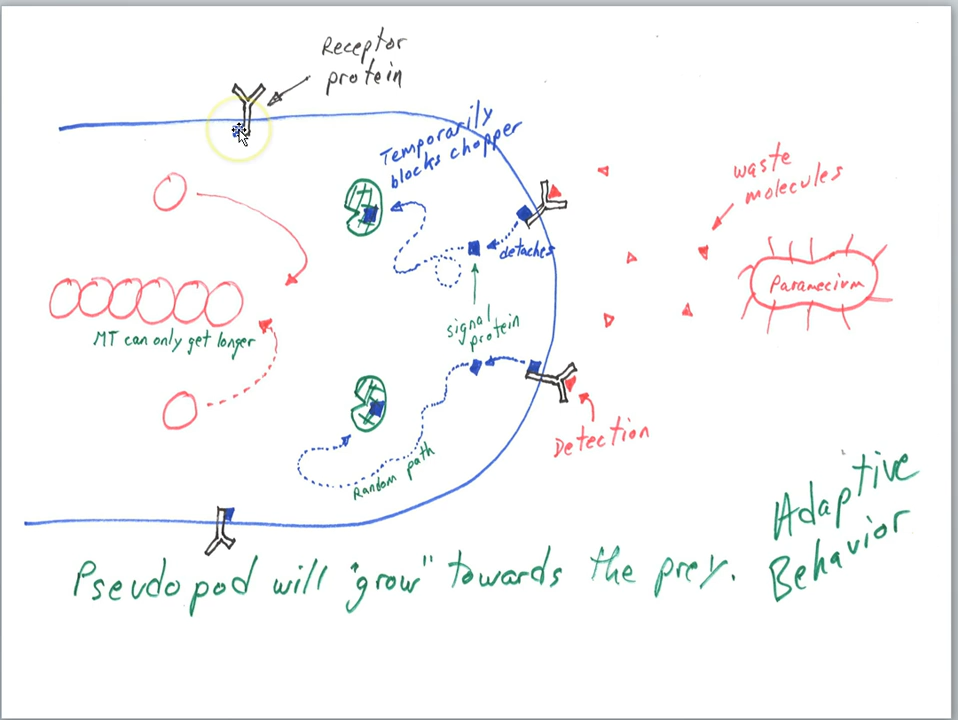 Receptor
protein
Temporarily
blocks chopper
waste
molecules
detaches
Paramecium
signal
protein
MT can only get longer
Detection
Random path
Adaptive
Behavior
Pseudopod will "grow" towards the prey.